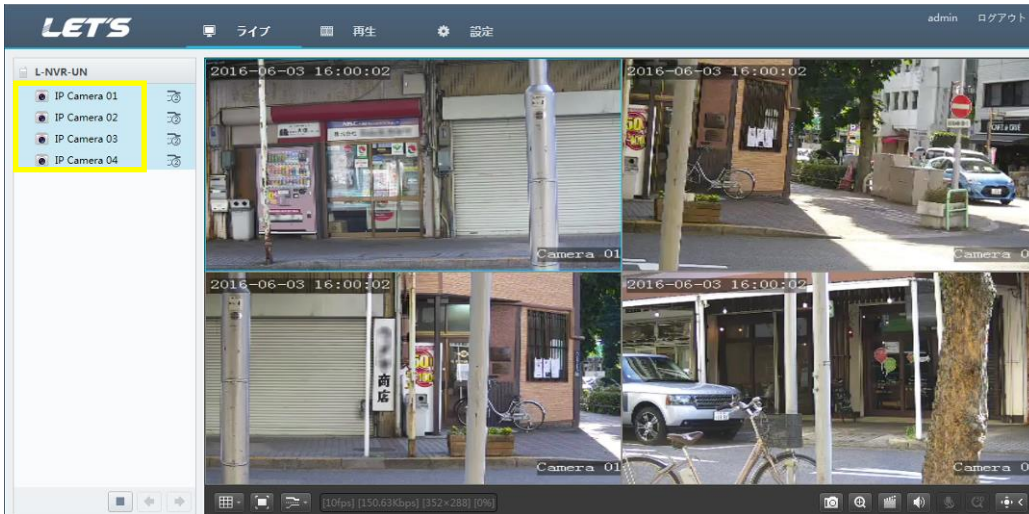 LET'S
ライブ
再生
設定
admin ログアウト
L-NVR-UN
IP Camera 01
IP Camera 02
IP Camera 03
IP Camera 04
2016-06-03 16:00:02
2016-06-03 16:00:02
Camera 01
Camera 0
2016-06-03 16:00:02
2016-06-03 16:00:02
商店
Camera 01
Camera 0
[10fps] [150.63Kbps] [352×288] [0%]